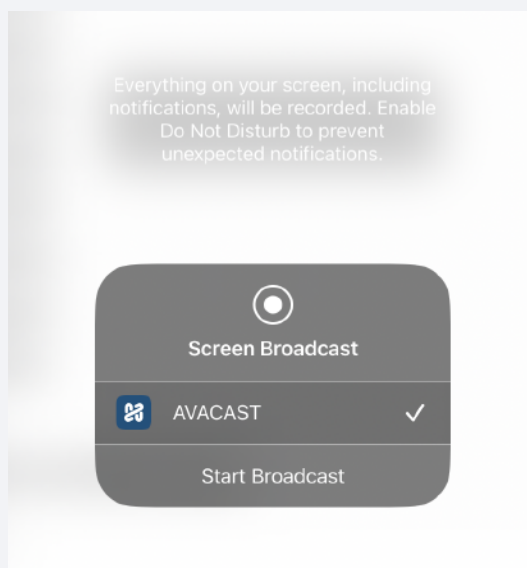 Everything on your screen, including
notifications, will be recorded. Enable
Do Not Disturb to prevent
unexpected notifications.
Screen Broadcast
AVACAST
Start Broadcast